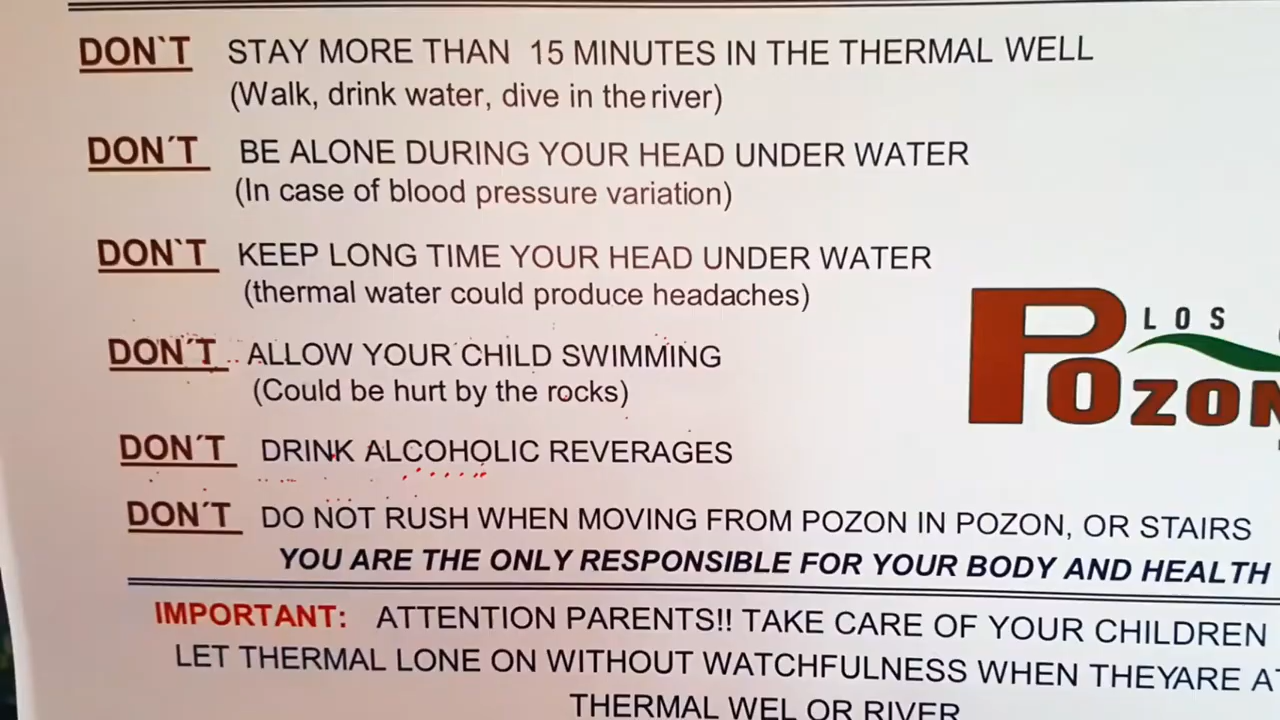 DON`T STAY MORE THAN 15 MINUTES IN THE THERMAL WELL
(Walk, drink water, dive in the river)
DON´T BE ALONE DURING YOUR HEAD UNDER WATER
(In case of blood pressure variation)
DON`T KEEP LONG TIME YOUR HEAD UNDER WATER
(thermal water could produce headaches)
LOS
POZON
DON´T ALLOW YOUR CHILD SWIMMING
(Could be hurt by the rocks)
DON´T DRINK ALCOHOLIC REVERAGES
DON´T DO NOT RUSH WHEN MOVING FROM POZON IN POZON, OR STAIRS
YOU ARE THE ONLY RESPONSIBLE FOR YOUR BODY AND HEALTH
IMPORTANT: ATTENTION PARENTS!! TAKE CARE OF YOUR CHILDREN
LET THERMAL LONE ON WITHOUT WATCHFULNESS WHEN THEYARE AT
THERMAL WEL OR RIVER